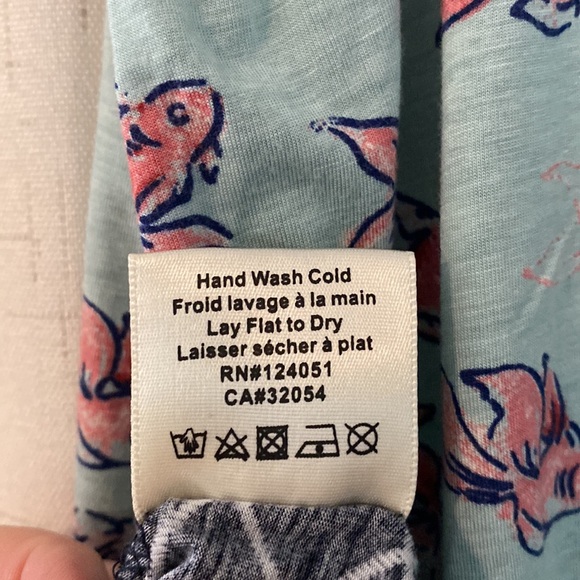 Hand Wash Cold
Froid lavage à la main
Lay Flat to Dry
Laisser sécher à plat
RN#124051
CA#32054